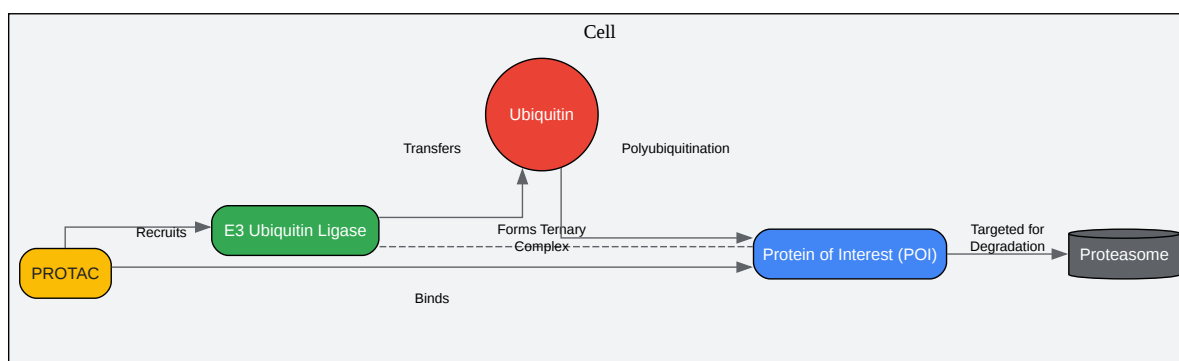 Cell
Ubiquitin
Transfers
Polyubiquitination
E3 Ubiquitin Ligase
Recruits
Forms Ternary
Complex
Protein of Interest (POI)
Targeted for
Degradation
Proteasome
PROTAC
Binds